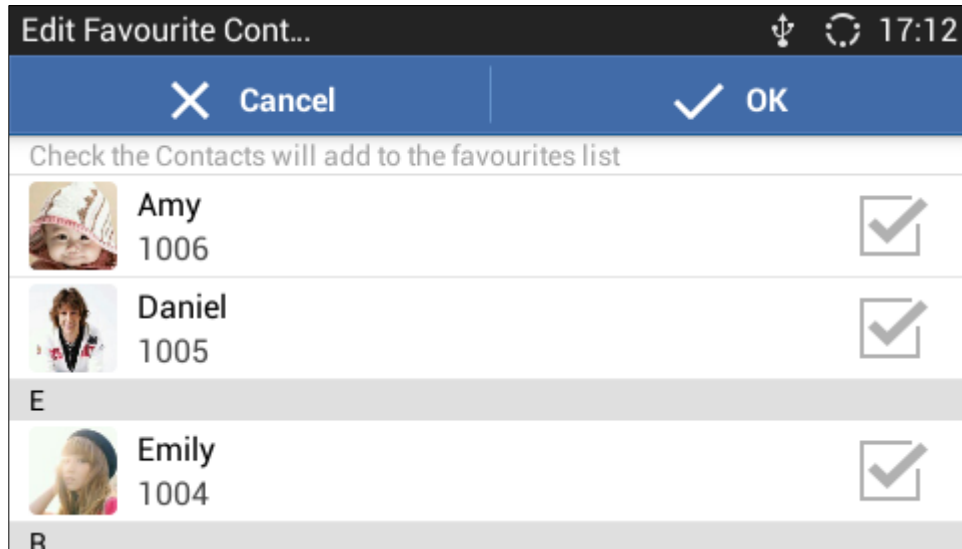 Edit Favourite Cont...
17:12
Cancel
OK
Check the Contacts will add to the favourites list
Amy
1006
Daniel
1005
E
Emily
1004